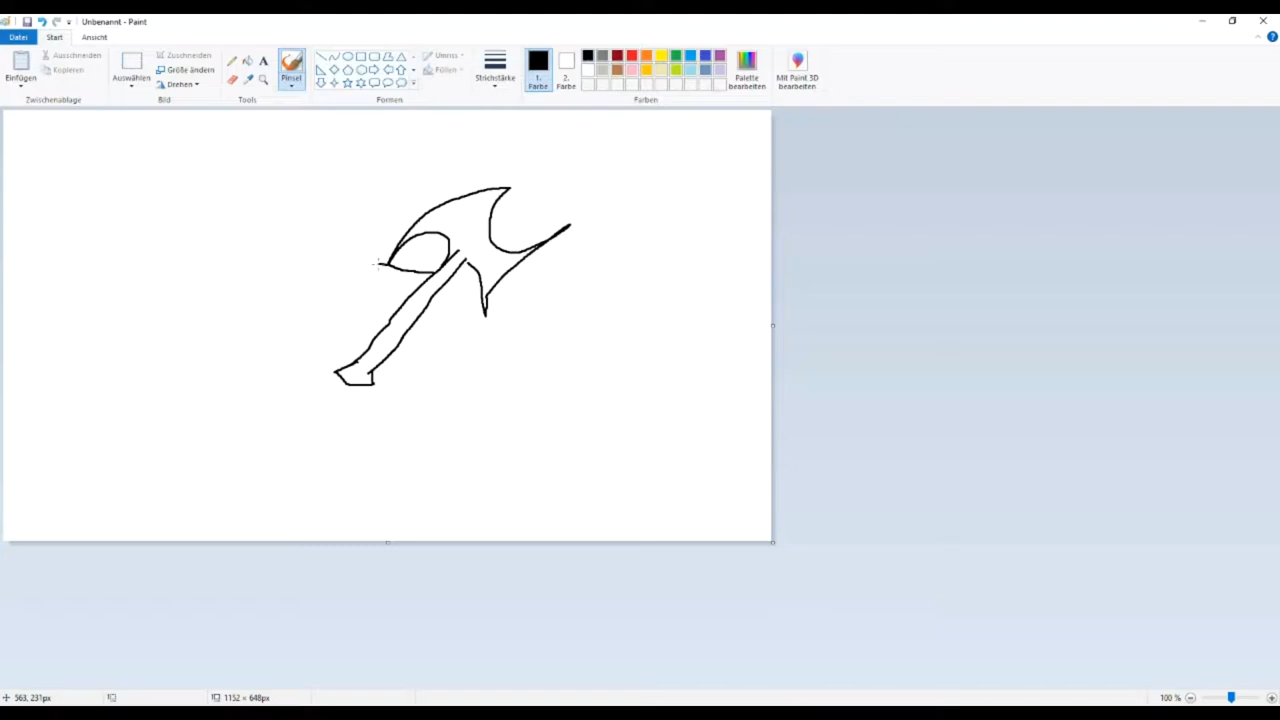 Unbenannt - Paint
Datei Start Ansicht
Einfügen
Ausschneiden
Kopieren
Zwischenablage
Auswählen
Zuschneiden
Größe ändern
Drehen
Bild
A
Tools
Pinsel
Formen
Umriss
Füllen
Strichstärke
1.
Farbe
2.
Farbe
Palette
bearbeiten
Farben
Mit Paint 3D
bearbeiten
563, 231px
1152 × 648px
100 %